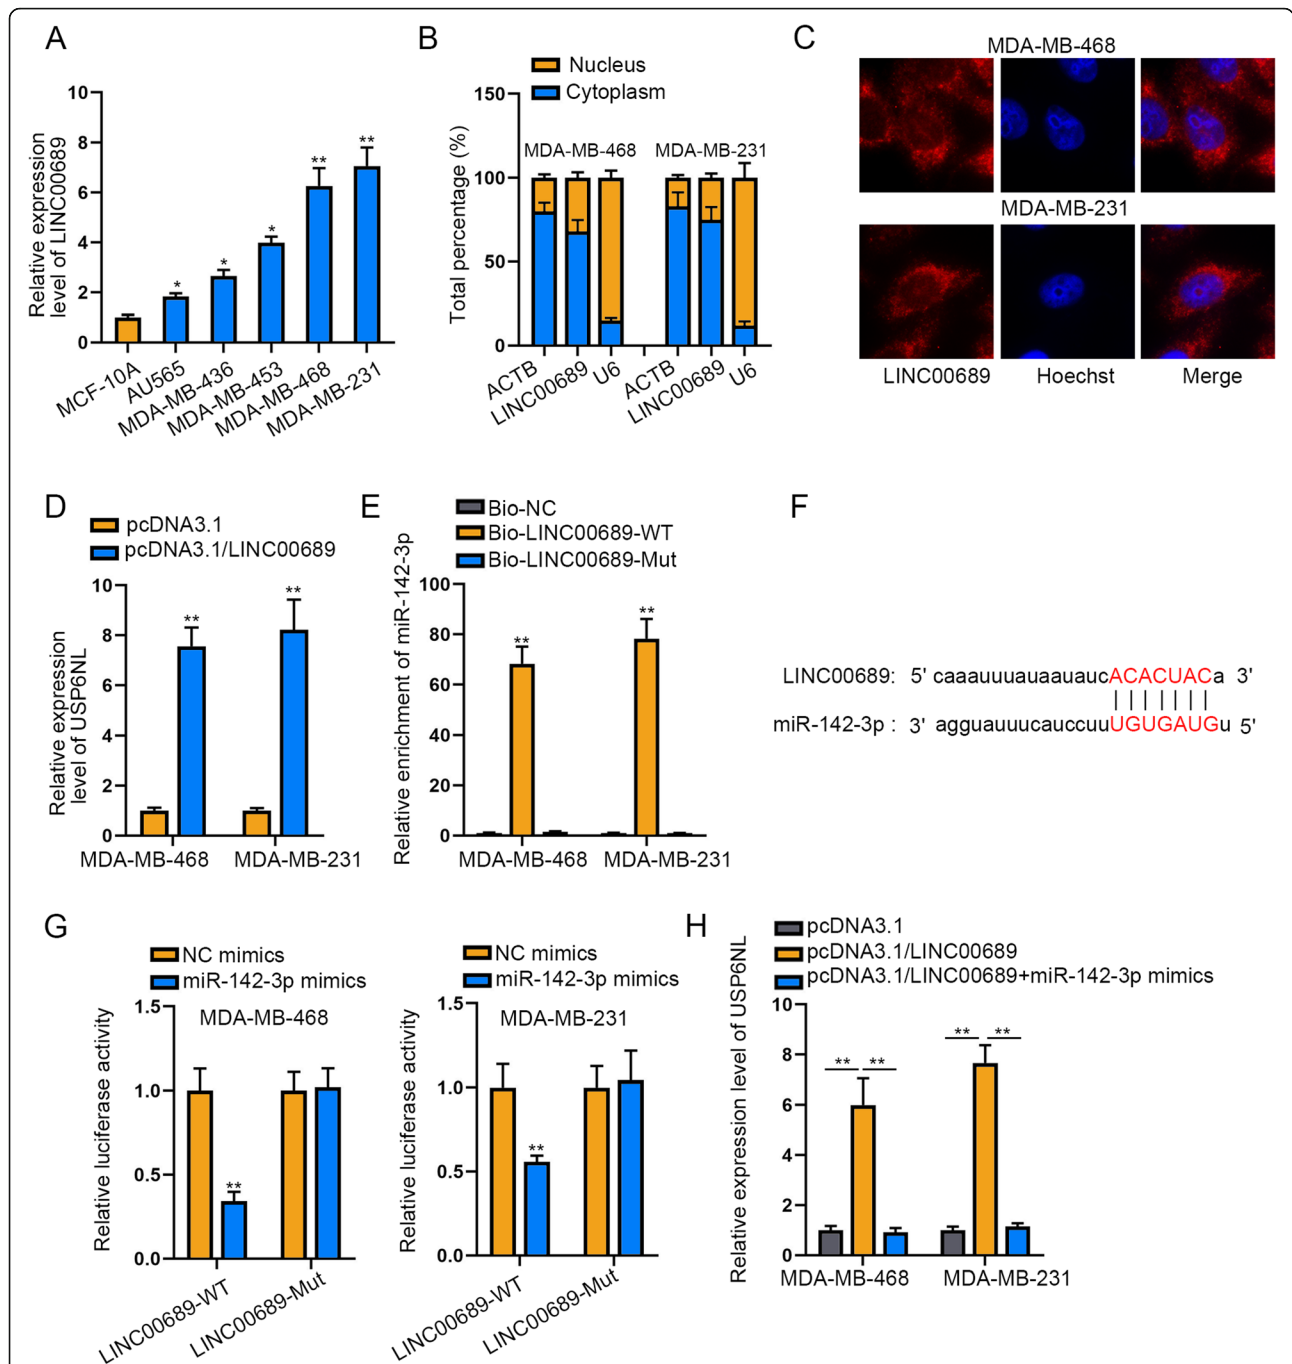 A
Relative expression
level of LINC00689
10
8
6
4
2
0
*
*
*
**
**
MCF-10A
AU565
MDA-MB-436
MDA-MB-453
MDA-MB-468
MDA-MB-231
B
Nucleus
Cytoplasm
Total percentage (%)
150
100
50
0
MDA-MB-468
MDA-MB-231
ACTB
LINC00689
U6
ACTB
LINC00689
U6
C
MDA-MB-468
MDA-MB-231
LINC00689
Hoechst
Merge
D
pcDNA3.1
pcDNA3.1/LINC00689
Relative expression
level of USP6NL
10
8
6
4
2
0
**
**
MDA-MB-468
MDA-MB-231
E
Bio-NC
Bio-LINC00689-WT
Bio-LINC00689-Mut
Relative enrichment of miR-142-3p
100
80
60
40
20
0
**
**
MDA-MB-468
MDA-MB-231
F
LINC00689: 5' caaauuuauaauaucACACUACa 3'
miR-142-3p : 3' agguauuucauccuuUGUGAUGu 5'
G
NC mimics
miR-142-3p mimics
Relative luciferase activity
1.5
1.0
0.5
0.0
MDA-MB-468
**
LINC00689-WT
LINC00689-Mut
NC mimics
miR-142-3p mimics
Relative luciferase activity
1.5
1.0
0.5
0.0
MDA-MB-231
**
LINC00689-WT
LINC00689-Mut
H
pcDNA3.1
pcDNA3.1/LINC00689
pcDNA3.1/LINC00689+miR-142-3p mimics
Relative expression level of USP6NL
10
8
6
4
2
0
**
**
**
**
MDA-MB-468
MDA-MB-231